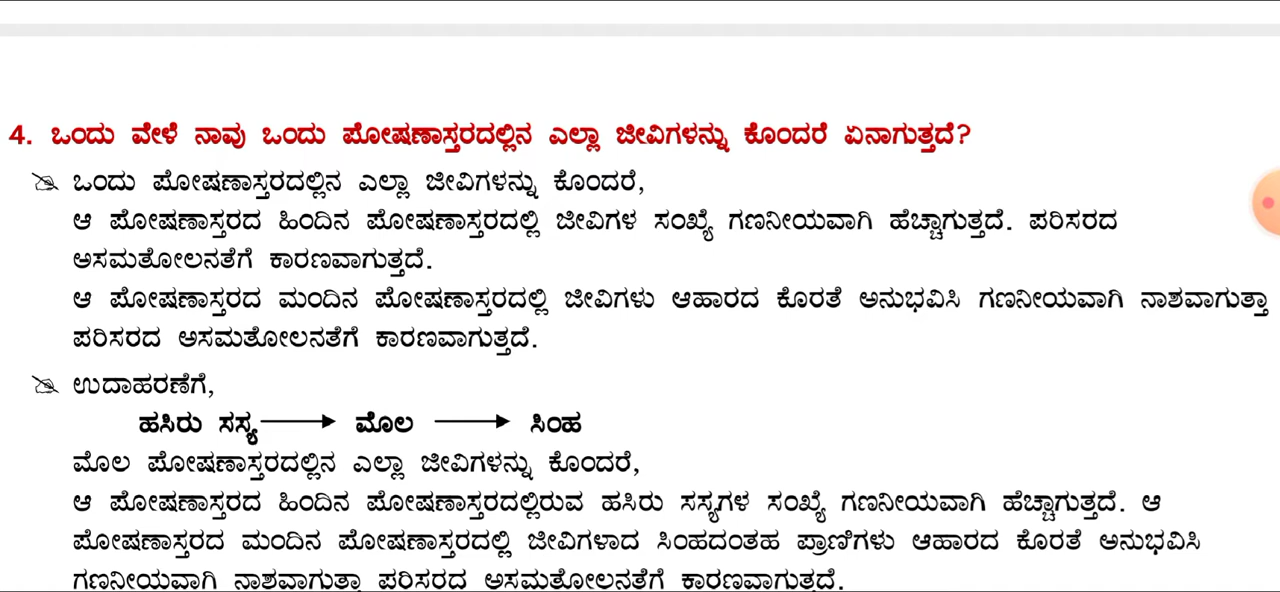 4. ಒಂದು ವೇಳೆ ನಾವು ಒಂದು ಪೋಷಣಾಸ್ತರದಲ್ಲಿನ ಎಲ್ಲಾ ಜೀವಿಗಳನ್ನು ಕೊಂದರೆ ಏನಾಗುತ್ತದೆ?
ಒಂದು ಪೋಷಣಾಸ್ತರದಲ್ಲಿನ ಎಲ್ಲಾ ಜೀವಿಗಳನ್ನು ಕೊಂದರೆ,
ಆ ಪೋಷಣಾಸ್ತರದ ಹಿಂದಿನ ಪೋಷಣಾಸ್ತರದಲ್ಲಿ ಜೀವಿಗಳ ಸಂಖ್ಯೆ ಗಣನೀಯವಾಗಿ ಹೆಚ್ಚಾಗುತ್ತದೆ. ಪರಿಸರದ
ಅಸಮತೋಲನತೆಗೆ ಕಾರಣವಾಗುತ್ತದೆ.
ಆ ಪೋಷಣಾಸ್ತರದ ಮಂದಿನ ಪೋಷಣಾಸ್ತರದಲ್ಲಿ ಜೀವಿಗಳು ಆಹಾರದ ಕೊರತೆ ಅನುಭವಿಸಿ ಗಣನೀಯವಾಗಿ ನಾಶವಾಗುತ್ತಾ
ಪರಿಸರದ ಅಸಮತೋಲನತೆಗೆ ಕಾರಣವಾಗುತ್ತದೆ.
ಉದಾಹರಣೆಗೆ,
ಹಸಿರು ಸಸ್ಯ ಮೊಲ ಸಿಂಹ
ಮೊಲ ಪೋಷಣಾಸ್ತರದಲ್ಲಿನ ಎಲ್ಲಾ ಜೀವಿಗಳನ್ನು ಕೊಂದರೆ,
ಆ ಪೋಷಣಾಸ್ತರದ ಹಿಂದಿನ ಪೋಷಣಾಸ್ತರದಲ್ಲಿರುವ ಹಸಿರು ಸಸ್ಯಗಳ ಸಂಖ್ಯೆ ಗಣನೀಯವಾಗಿ ಹೆಚ್ಚಾಗುತ್ತದೆ. ಆ
ಪೋಷಣಾಸ್ತರದ ಮಂದಿನ ಪೋಷಣಾಸ್ತರದಲ್ಲಿ ಜೀವಿಗಳಾದ ಸಿಂಹದಂತಹ ಪ್ರಾಣಿಗಳು ಆಹಾರದ ಕೊರತೆ ಅನುಭವಿಸಿ
ಗಣನೀಯವಾಗಿ ನಾಶವಾಗುತ್ತಾ ಪರಿಸರದ ಅಸಮತೋಲನತೆಗೆ ಕಾರಣವಾಗುತ್ತದೆ.